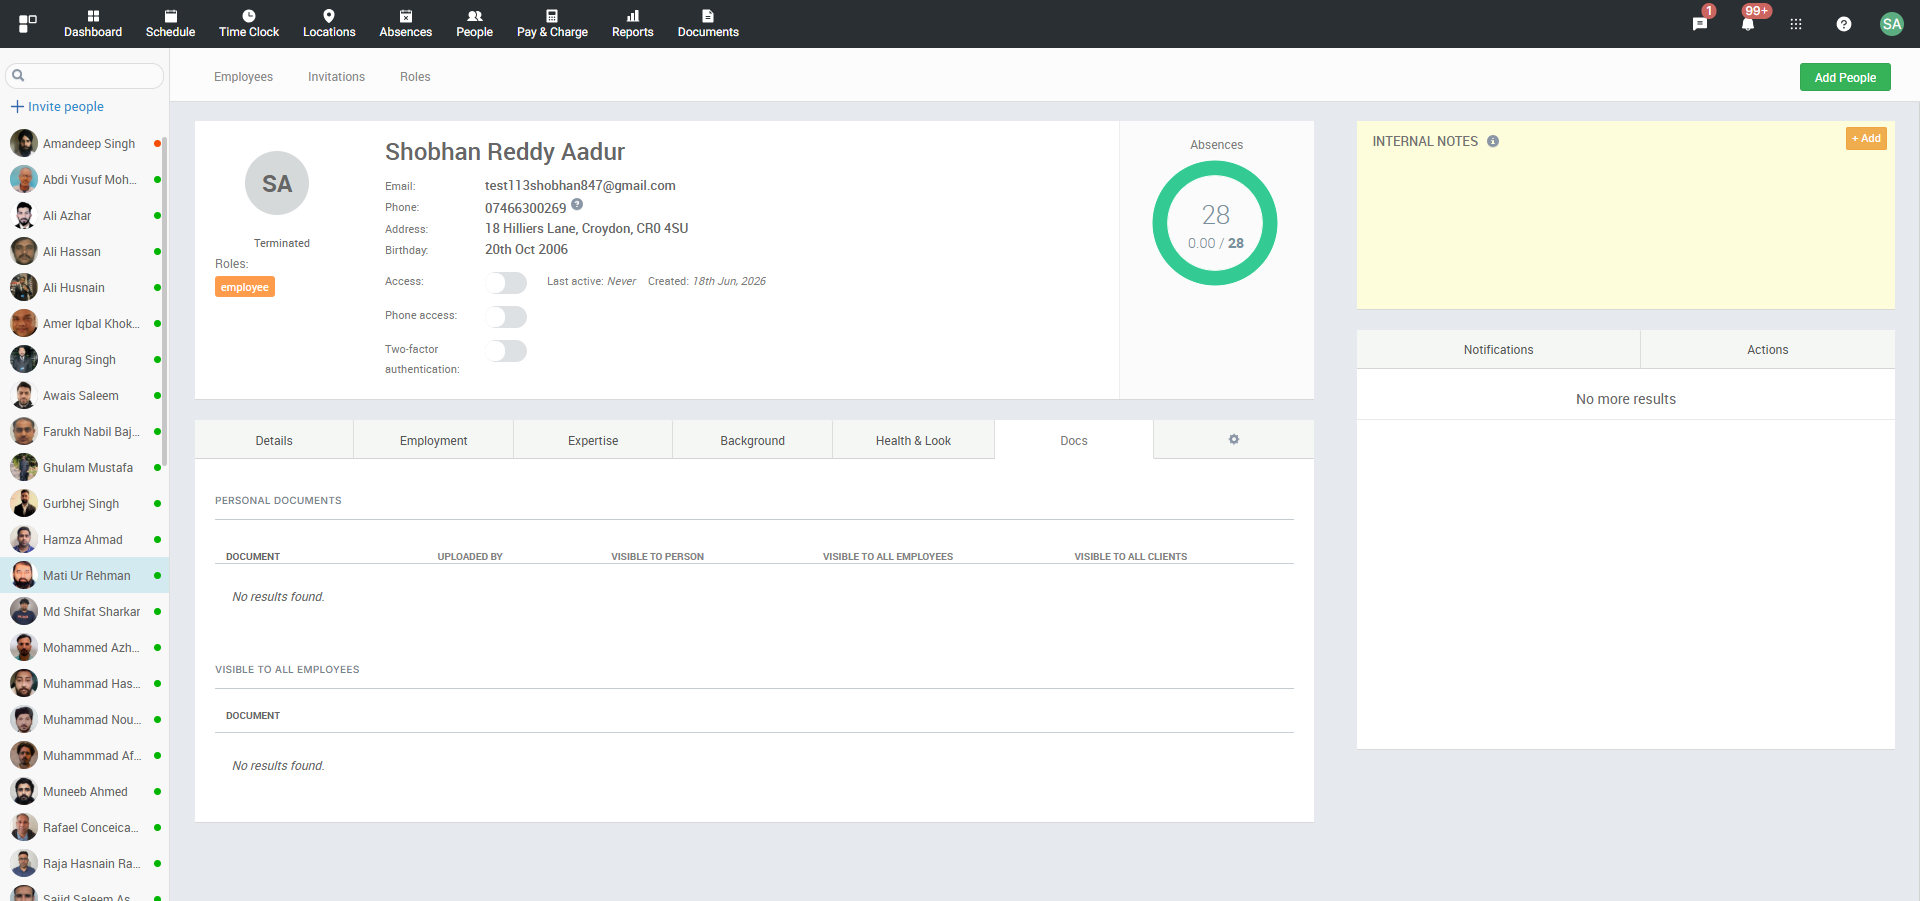 Dashboard
Schedule
Time Clock
Locations
Absences
People
Pay & Charge
Reports
Documents
1
99+
SA
Employees
Invitations
Roles
Add People
Invite people
Amandeep Singh
Abdi Yusuf Moh...
Ali Azhar
Ali Hassan
Ali Husnain
Amer Iqbal Khok...
Anurag Singh
Awais Saleem
Farukh Nabil Baj...
Ghulam Mustafa
Gurbhej Singh
Hamza Ahmad
Mati Ur Rehman
Md Shifat Sharkar
Mohammed Azh...
Muhammad Has...
Muhammad Nou...
Muhammmad Af...
Muneeb Ahmed
Rafael Conceica...
Raja Hasnain Ra...
Sajid Saleem As
SA
Terminated
Roles:
employee
Shobhan Reddy Aadur
Email: test113shobhan847@gmail.com
Phone: 07466300269
Address: 18 Hilliers Lane, Croydon, CR0 4SU
Birthday: 20th Oct 2006
Access: Last active: Never Created: 18th Jun, 2026
Phone access:
Two-factor
authentication:
Absences
28
0.00 / 28
INTERNAL NOTES
+ Add
Notifications
Actions
No more results
Details
Employment
Expertise
Background
Health & Look
Docs
PERSONAL DOCUMENTS
DOCUMENT UPLOADED BY VISIBLE TO PERSON VISIBLE TO ALL EMPLOYEES VISIBLE TO ALL CLIENTS
No results found.
VISIBLE TO ALL EMPLOYEES
DOCUMENT
No results found.